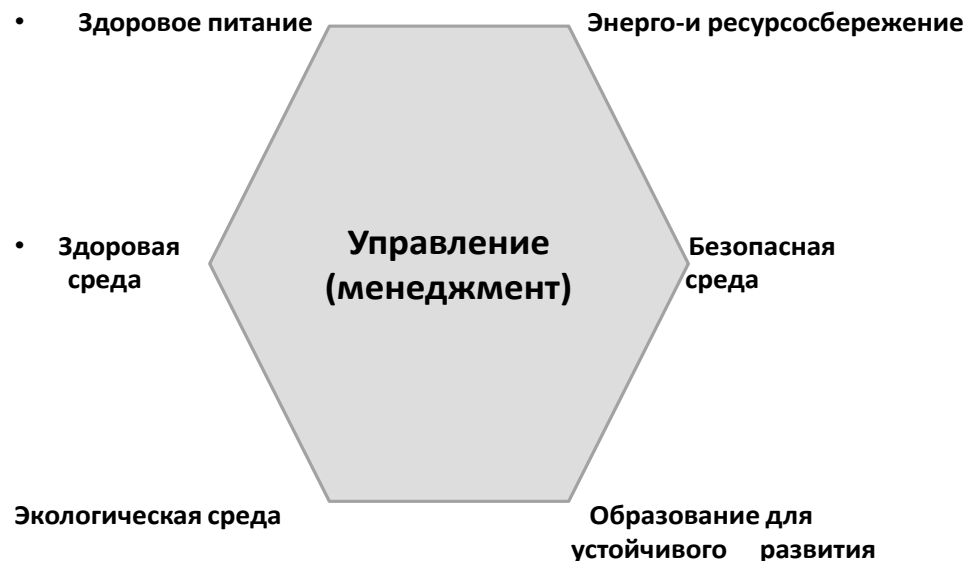 • Здоровое питание
Энерго-и ресурсосбережение
• Здоровая
среда
Управление
(менеджмент)
Безопасная
среда
Экологическая среда
Образование для
устойчивого развития